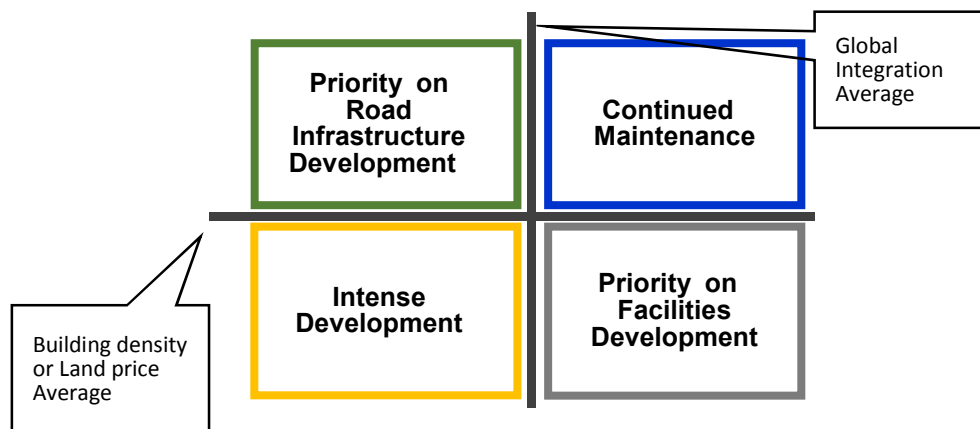 Priority on
Road
Infrastructure
Development
Continued
Maintenance
Global
Integration
Average
Intense
Development
Priority on
Facilities
Development
Building density
or Land price
Average